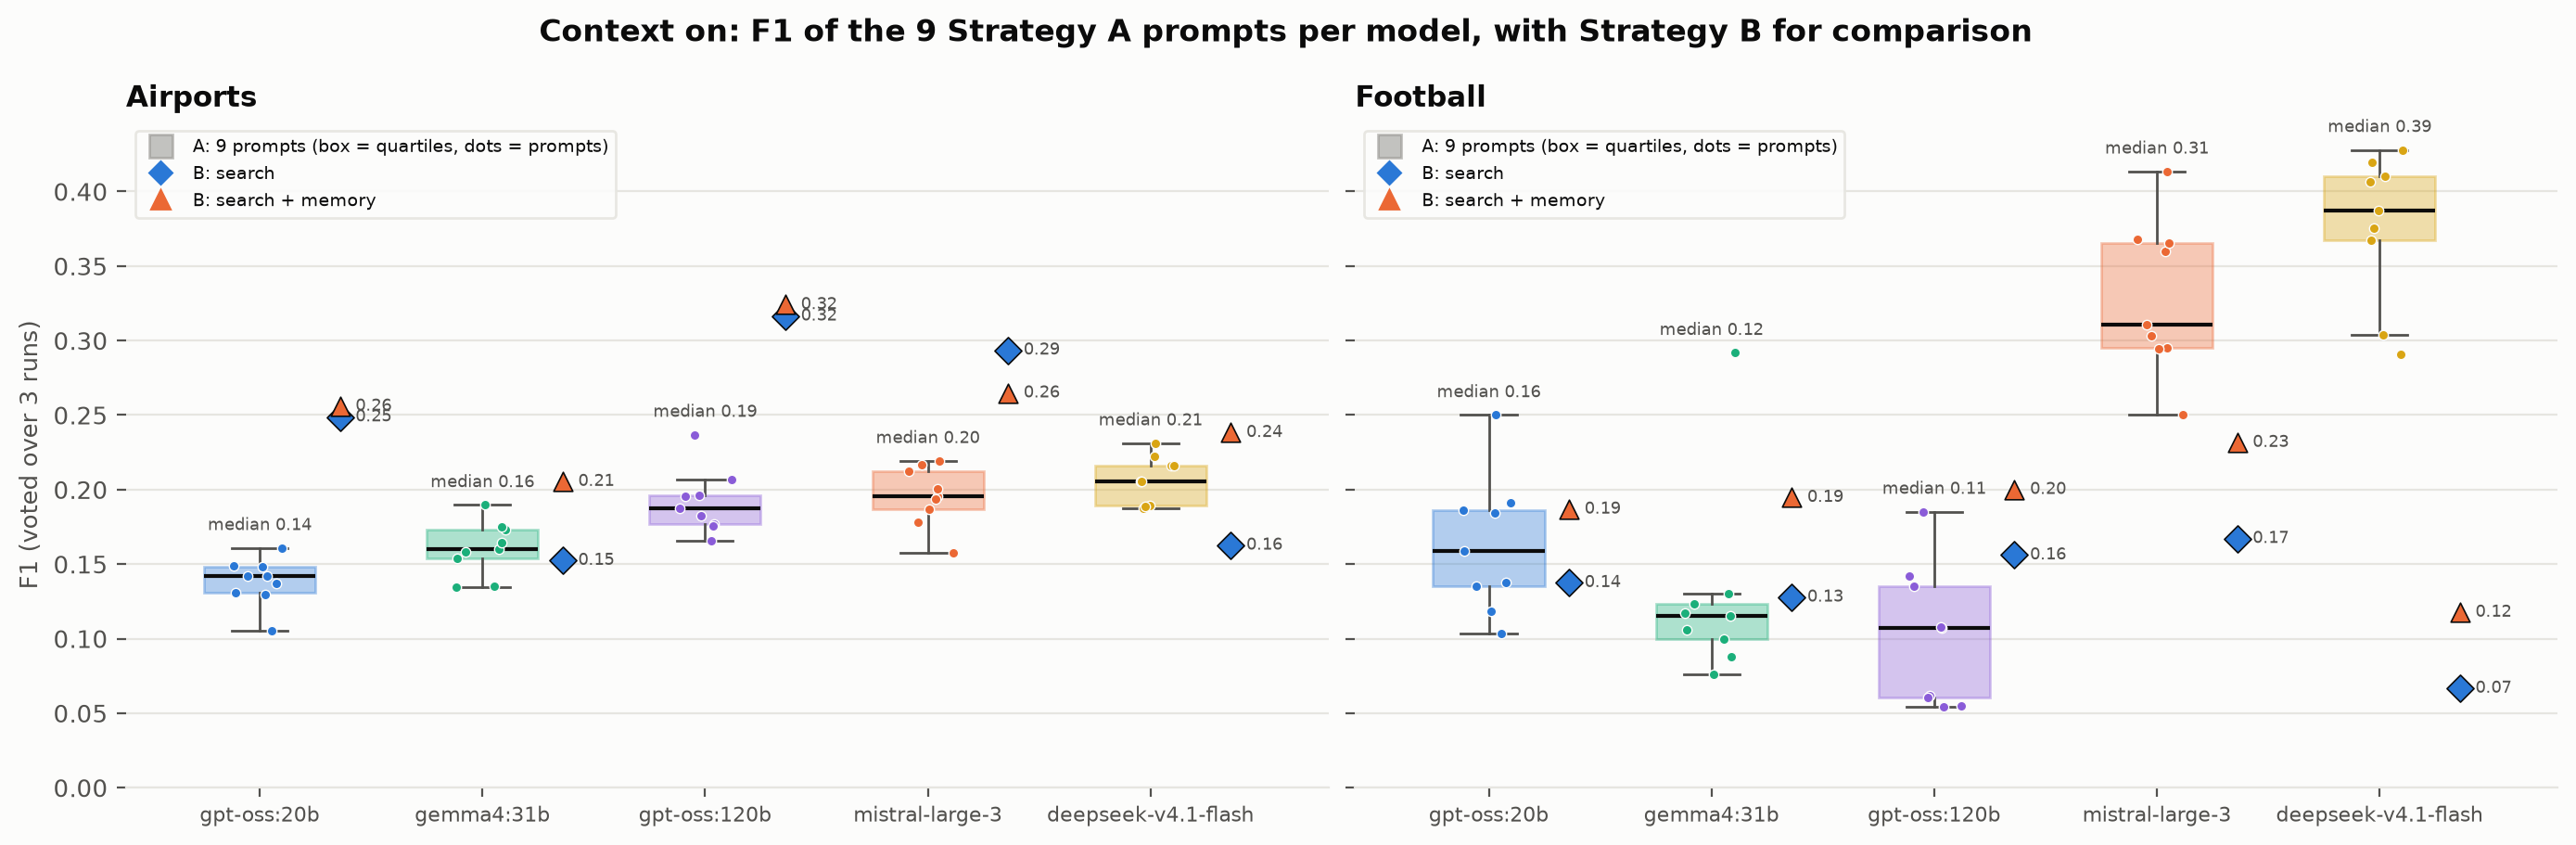 Context on: F1 of the 9 Strategy A prompts per model, with Strategy B for comparison
Airports
A: 9 prompts (box = quartiles, dots = prompts)
B: search
B: search + memory
F1 (voted over 3 runs)
0.40
0.35
0.30
0.25
0.20
0.15
0.10
0.05
0.00
median 0.14
0.26
0.25
median 0.16
0.21
0.15
median 0.19
0.32
0.32
median 0.20
0.29
0.26
median 0.21
0.24
0.16
gpt-oss:20b
gemma4:31b
gpt-oss:120b
mistral-large-3
deepseek-v4.1-flash
Football
A: 9 prompts (box = quartiles, dots = prompts)
B: search
B: search + memory
median 0.16
0.19
0.14
median 0.12
0.19
0.13
median 0.11
0.20
0.16
median 0.31
0.23
0.17
median 0.39
0.12
0.07
gpt-oss:20b
gemma4:31b
gpt-oss:120b
mistral-large-3
deepseek-v4.1-flash